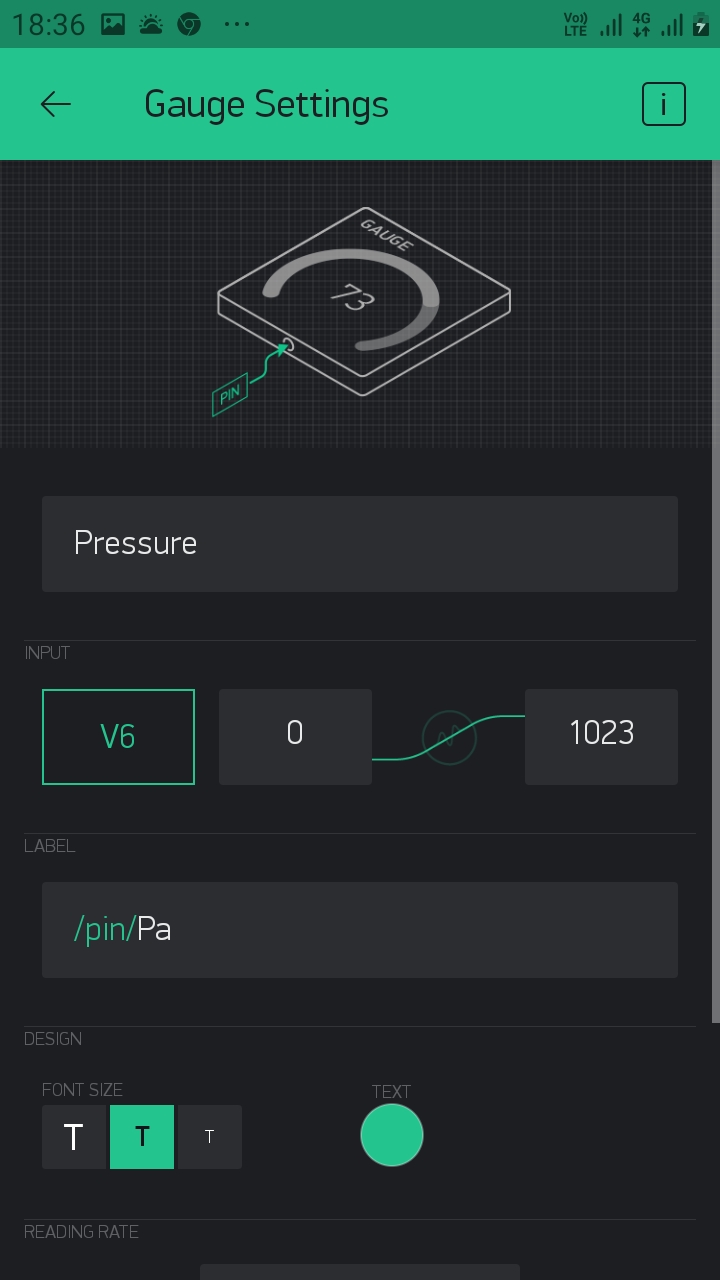 18:36 ... Vo)) LTE 4G
Gauge Settings i
GAUGE
73
PIN
Pressure
INPUT
V6 0 1023
LABEL
/pin/Pa
DESIGN
FONT SIZE TEXT
T T T
READING RATE